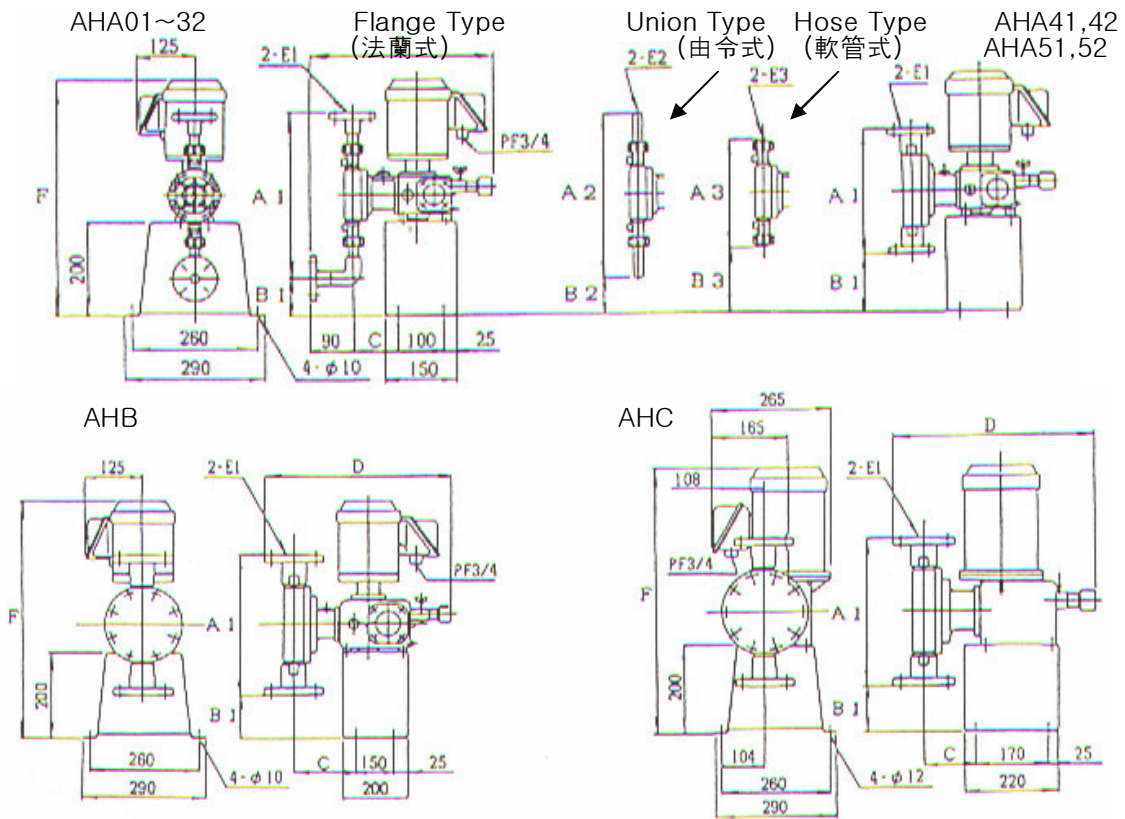 AHA01~32
Flange Type
(法蘭式)
Union Type
(由令式)
Hose Type
(軟管式)
AHA41,42
AHA51,52
125
2-E1
2-E2
2-E3
2-E1
PF3/4
A 1
A 2
A 3
A 1
200
B 1
B 2
B 3
B 1
260
290
4-φ10
90
C
100
25
150
AHB
125
2-E1
D
PF3/4
F
A 1
200
B 1
260
290
4-φ10
C
150
25
200
AHC
265
165
108
2-E1
D
PF3/4
F
A 1
200
B 1
104
260
290
4-φ12
C
170
25
220